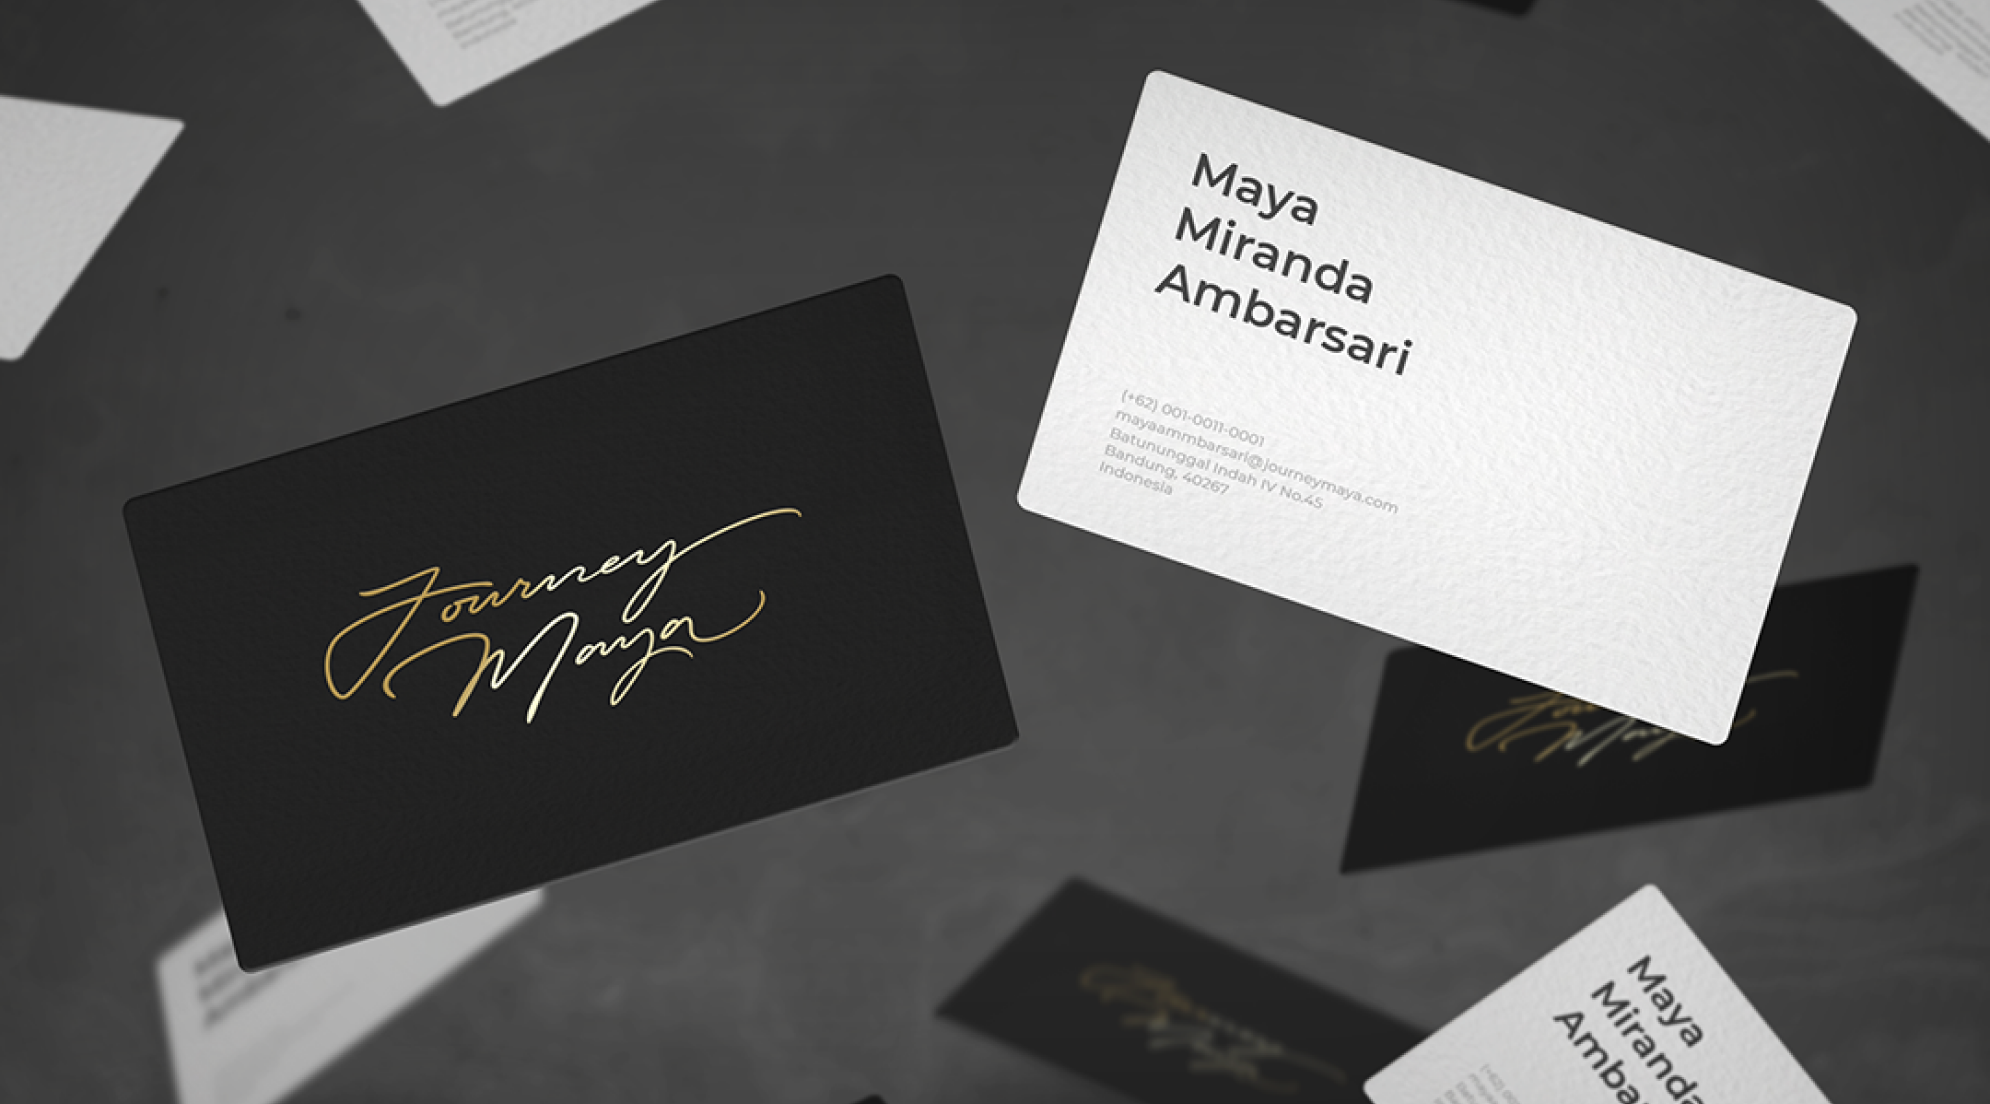 Journey
Maya
Maya
Miranda
Ambarsari
(+62) 001-0011-0001
mayaammbarsari@journeymaya.com
Batununggal Indah IV No.45
Bandung, 40267
Indonesia
Maya
Miranda